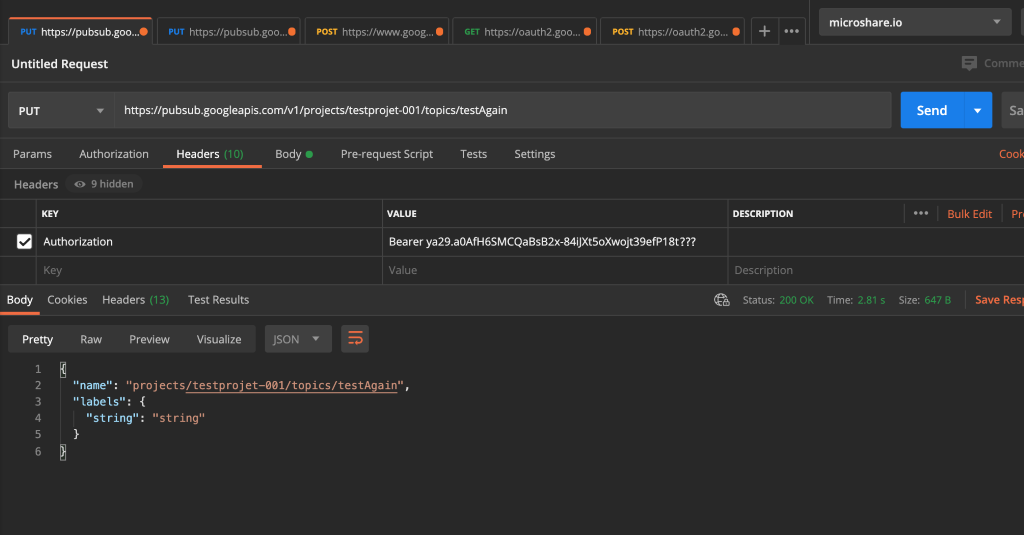 PUT https://pubsub.goo... PUT https://pubsub.goo... POST https://www.goog... GET https://oauth2.goo... POST https://oauth2.go... + ••• microshare.io
Untitled Request Comme
PUT https://pubsub.googleapis.com/v1/projects/testprojet-001/topics/testAgain Send Sa
Params Authorization Headers (10) Body Pre-request Script Tests Settings Cook
Headers 9 hidden
KEY VALUE DESCRIPTION ••• Bulk Edit Pre
Authorization Bearer ya29.a0AfH6SMCQaBsB2x-84iJXt5oXwojt39efP18t???
Key Value Description
Body Cookies Headers (13) Test Results Status: 200 OK Time: 2.81 s Size: 647 B Save Resp
Pretty Raw Preview Visualize JSON
1 {
2 "name": "projects/testprojet-001/topics/testAgain",
3 "labels": {
4 "string": "string"
5 }
6 }